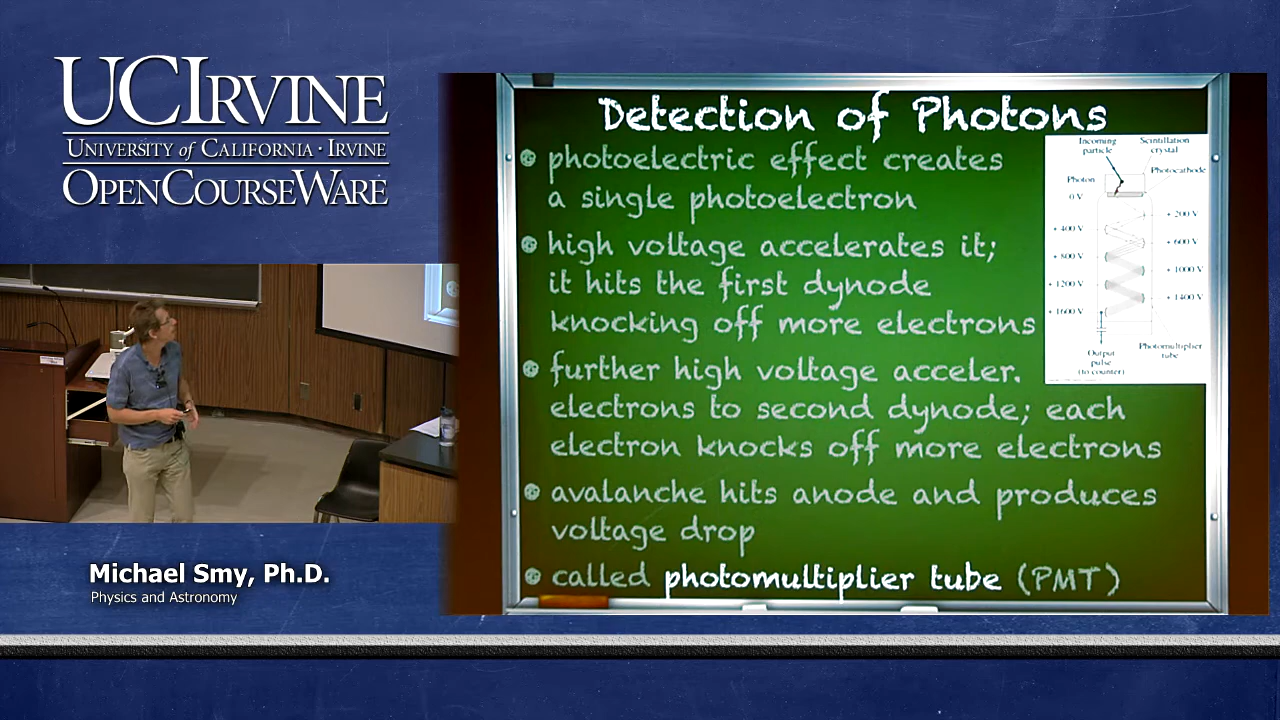 UCIRVINE
UNIVERSITY of CALIFORNIA · IRVINE
OPENCOURSEWARE
Michael Smy, Ph.D.
Physics and Astronomy
Detection of Photons
photoelectric effect creates
a single photoelectron
high voltage accelerates it;
it hits the first dynode
knocking off more electrons
further high voltage acceler.
electrons to second dynode; each
electron knocks off more electrons
avalanche hits anode and produces
voltage drop
called photomultiplier tube (PMT)
Incoming
particle
Scintillation
crystal
Photon
Photocathode
0 V
+ 200 V
+ 400 V
+ 600 V
+ 800 V
+ 1000 V
+ 1200 V
+ 1400 V
+ 1600 V
Output
pulse
(to counter)
Photomultiplier
tube